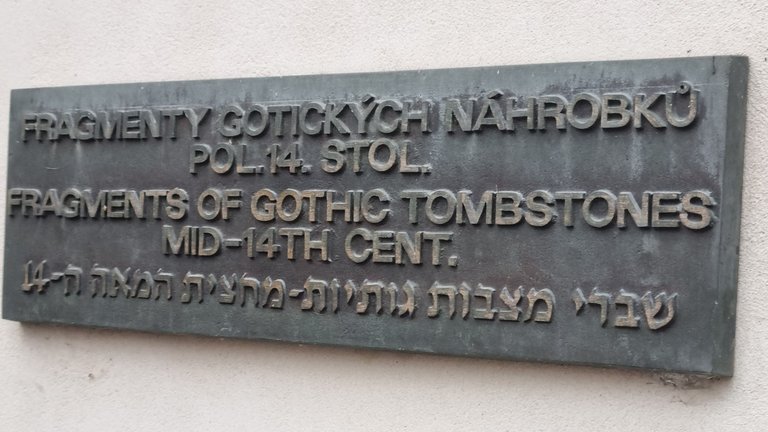 FRAGMENTY GOTICKÝCH NÁHROBKŮ
POL.14. STOL.
FRAGMENTS OF GOTHIC TOMBSTONES
MID-14TH CENT.
שברי מצבות גותיות-מחצית המאה ה-14